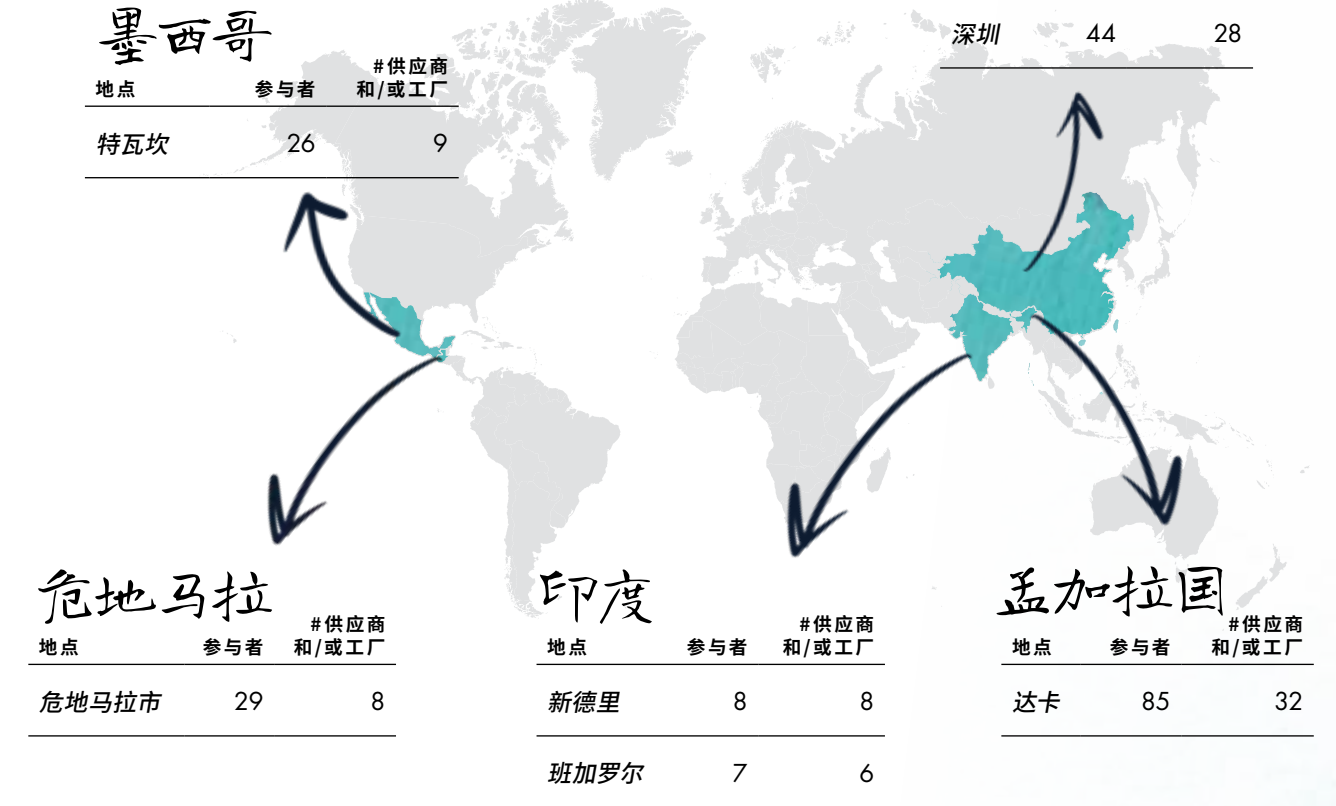 墨西哥
#供应商
地点 参与者 和/或工厂
特瓦坎 26 9
深圳 44 28
危地马拉
#供应商
地点 参与者 和/或工厂
危地马拉市 29 8
印度
#供应商
地点 参与者 和/或工厂
新德里 8 8
班加罗尔 7 6
孟加拉国
#供应商
地点 参与者 和/或工厂
达卡 85 32